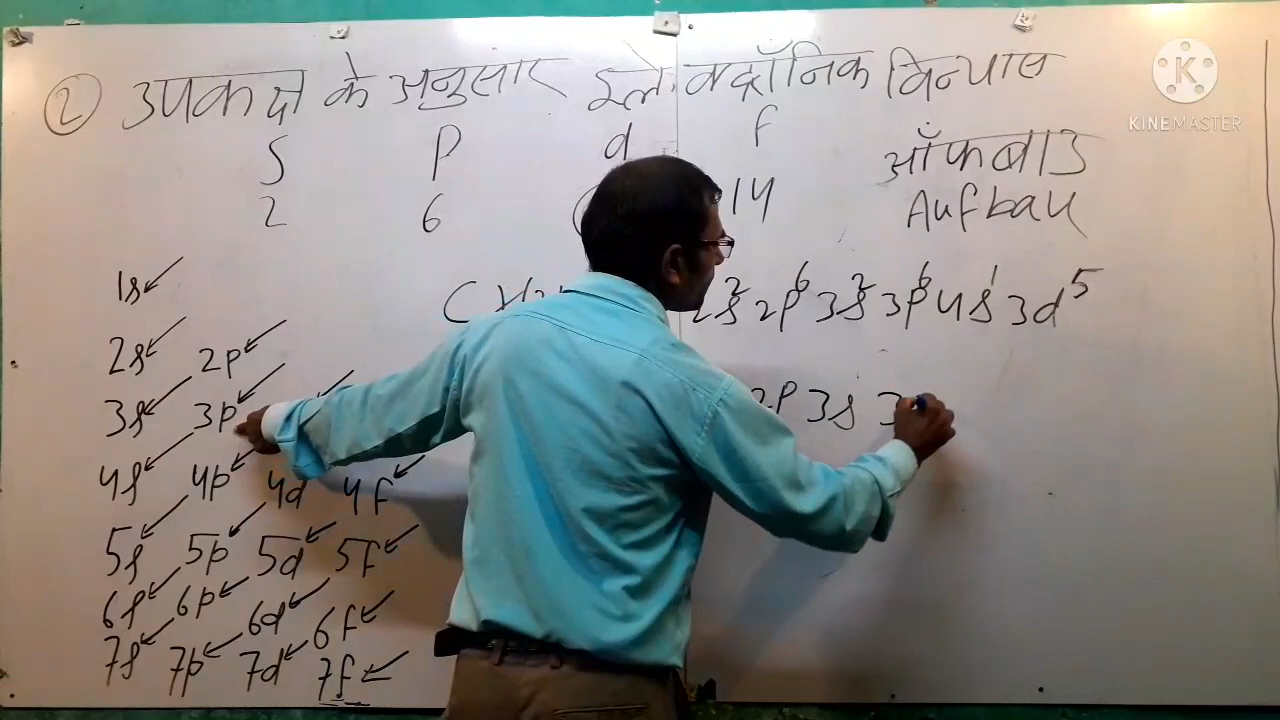 ② उपकक्ष के अनुसार इलेक्ट्रॉनिक विन्यास
S P d f
2 6 14
ऑफबाउ
Aufbau
1s
2s 2p
3s 3p
4s 4p 4d 4f
5s 5p 5d 5f
6s 6p 6d 6f
7s 7p 7d 7f
2s² 2p⁶ 3s² 3p⁶ 4s¹ 3d⁵
2p 3s 3
K
KINEMASTER